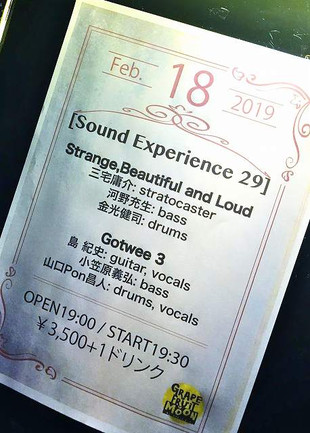 Feb. 18 2019
[Sound Experience 29]
Strange,Beautiful and Loud
三宅庸介: stratocaster
河野充生: bass
金光健司: drums
Gotwee 3
島 紀史: guitar, vocals
小笠原義弘: bass
山口Pon昌人: drums, vocals
OPEN19:00 / START19:30
￥3,500+1ドリンク
GRAPEFRUIT
MOON